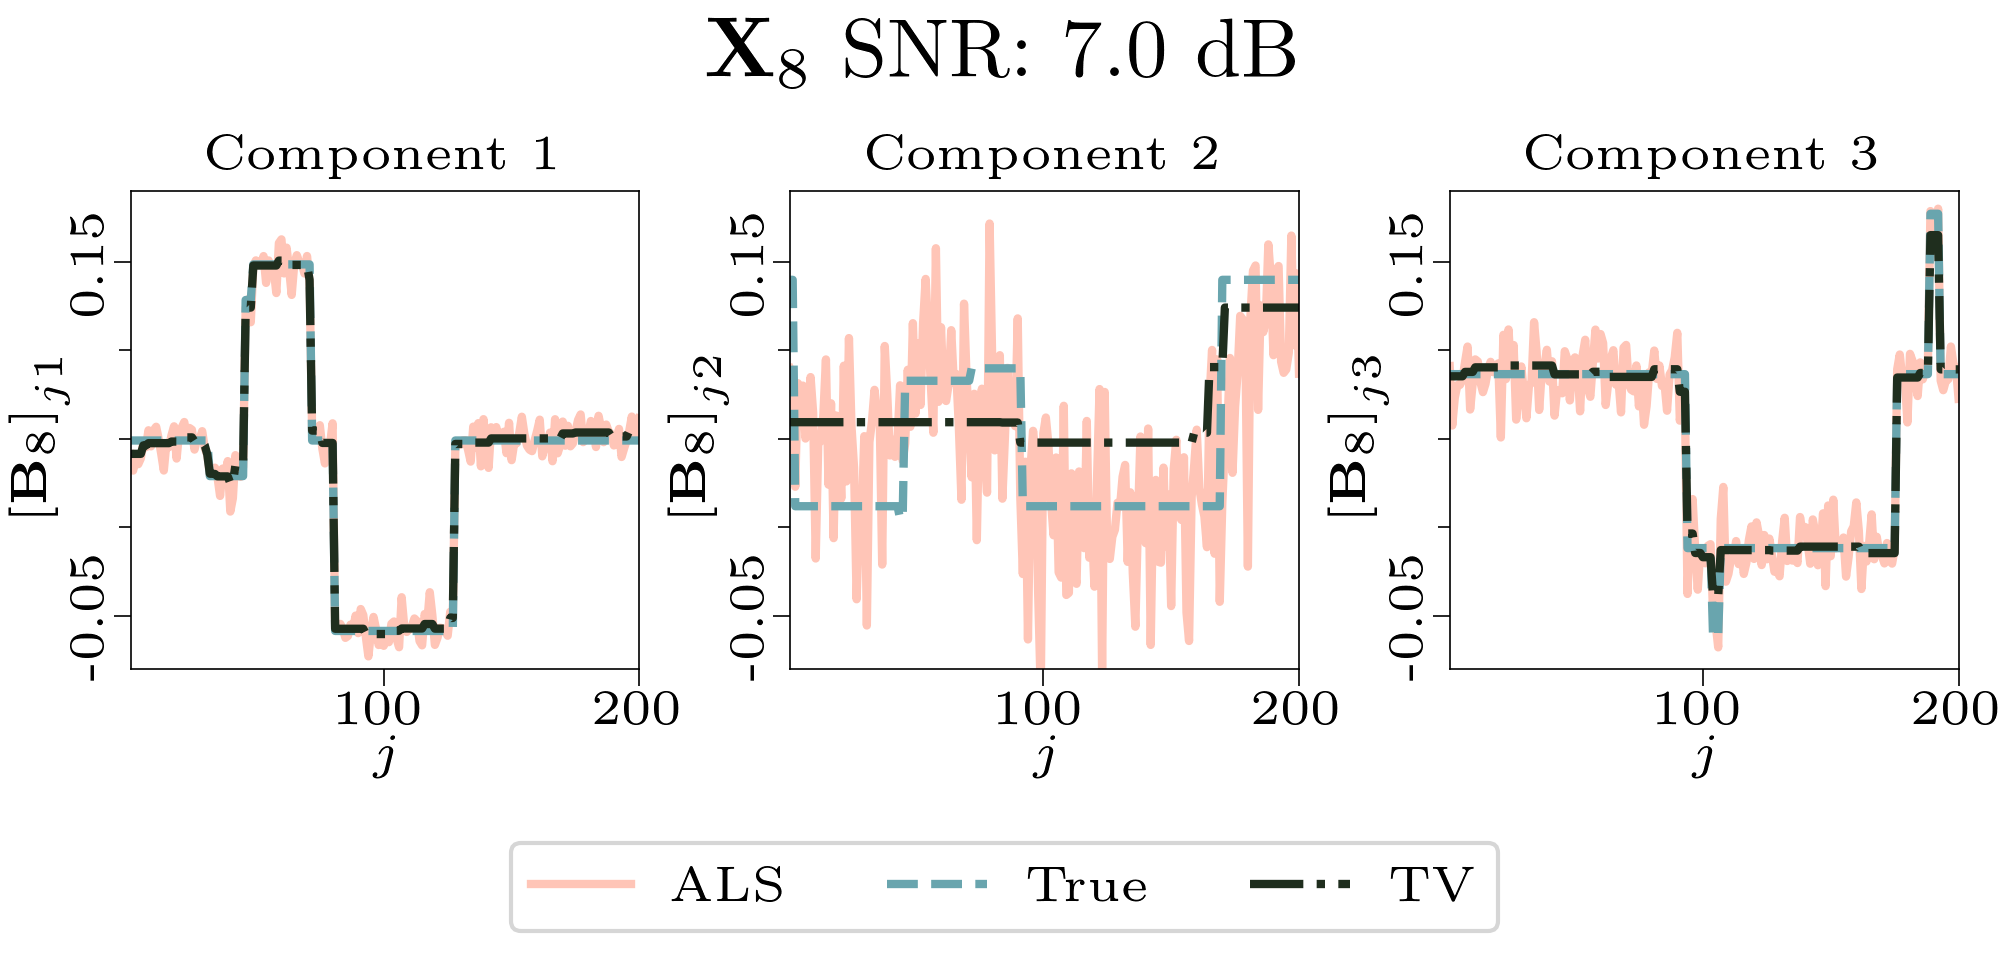 X₈ SNR: 7.0 dB
Component 1
Component 2
Component 3
[B₈]ⱼ₁
0.15
-0.05
100
200
j
[B₈]ⱼ₂
0.15
-0.05
100
200
j
[B₈]ⱼ₃
0.15
-0.05
100
200
j
ALS
True
TV